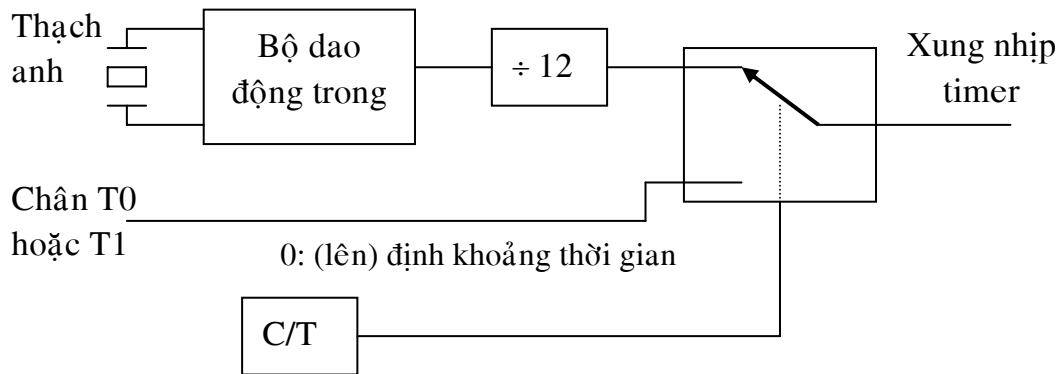 Thạch
anh
Bộ dao
động trong
÷ 12
Xung nhịp
timer
Chân T0
hoặc T1
0: (lên) định khoảng thời gian
C/T